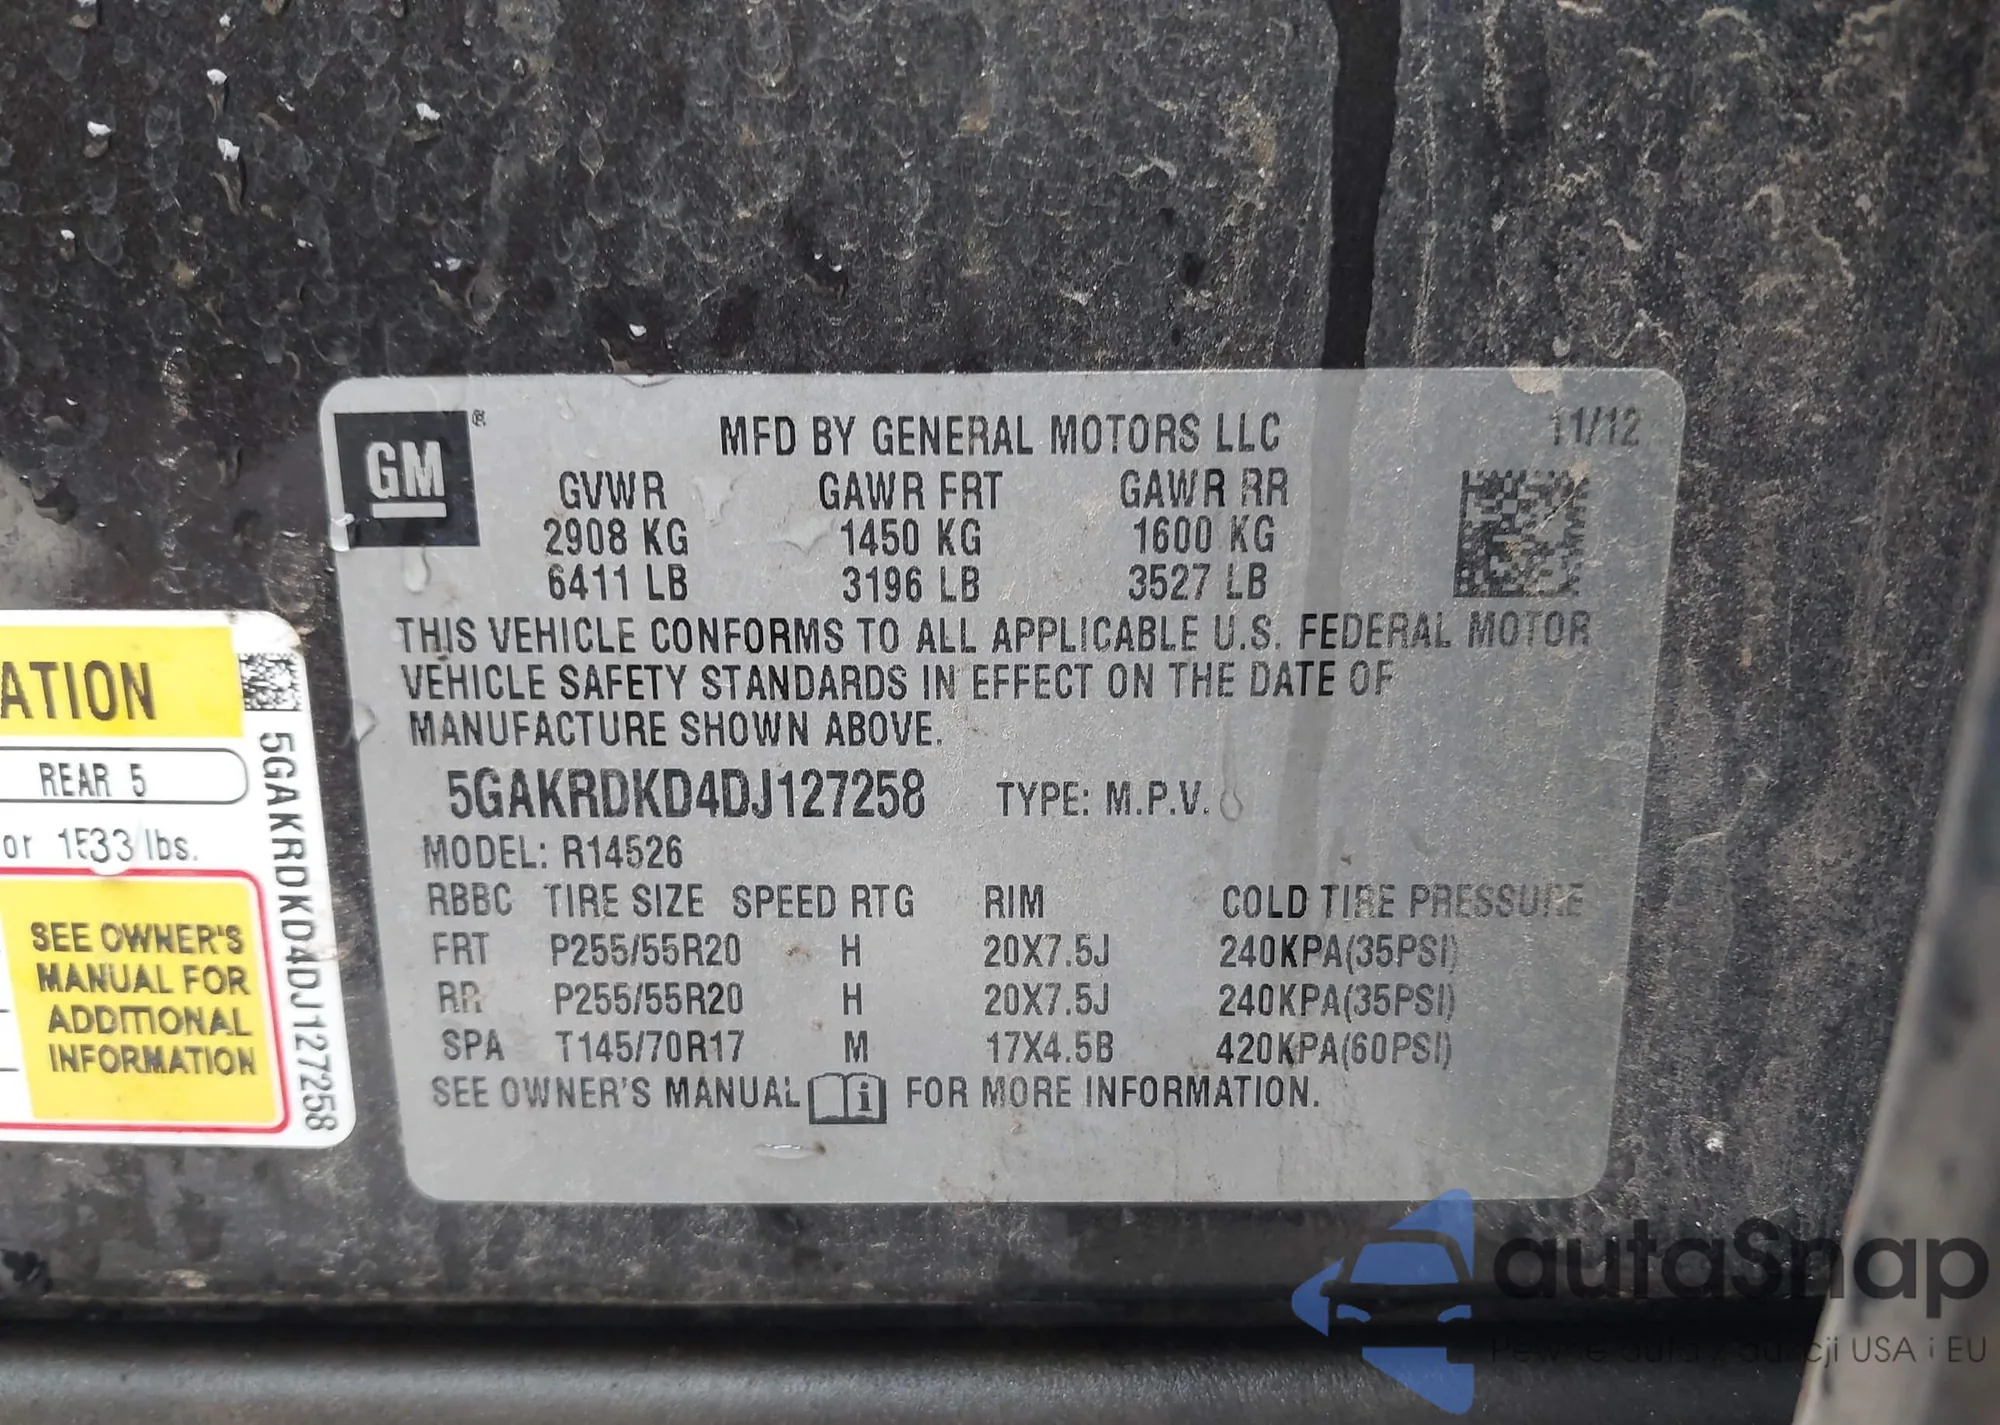 GM®
MFD BY GENERAL MOTORS LLC 11/12
GVWR GAWR FRT GAWR RR
2908 KG 1450 KG 1600 KG
6411 LB 3196 LB 3527 LB
THIS VEHICLE CONFORMS TO ALL APPLICABLE U.S. FEDERAL MOTOR
VEHICLE SAFETY STANDARDS IN EFFECT ON THE DATE OF
MANUFACTURE SHOWN ABOVE.
5GAKRDKD4DJ127258 TYPE: M.P.V.
MODEL: R14526
RBBC TIRE SIZE SPEED RTG RIM COLD TIRE PRESSURE
FRT P255/55R20 H 20X7.5J 240KPA(35PSI)
RR P255/55R20 H 20X7.5J 240KPA(35PSI)
SPA T145/70R17 M 17X4.5B 420KPA(60PSI)
SEE OWNER'S MANUAL i FOR MORE INFORMATION.
ATION
REAR 5
or 1533 lbs.
SEE OWNER'S
MANUAL FOR
ADDITIONAL
INFORMATION
5GAKRDKD4DJ127258
autaSnap
Pewne auta z aukcji USA i EU